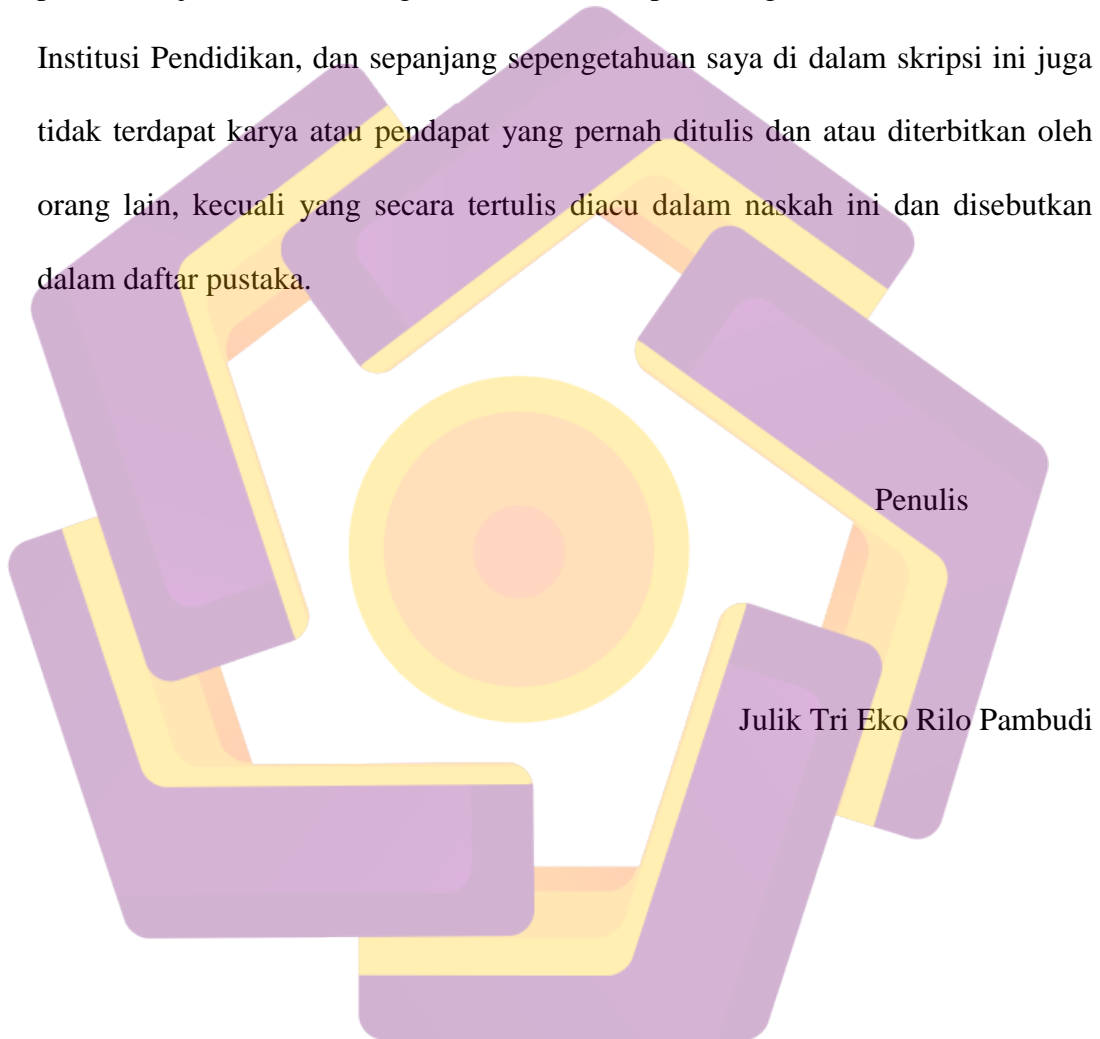 Institusi Pendidikan, dan sepanjang sepengetahuan saya di dalam skripsi ini juga
tidak terdapat karya atau pendapat yang pernah ditulis dan atau diterbitkan oleh
orang lain, kecuali yang secara tertulis diacu dalam naskah ini dan disebutkan
dalam daftar pustaka.
Penulis
Julik Tri Eko Rilo Pambudi